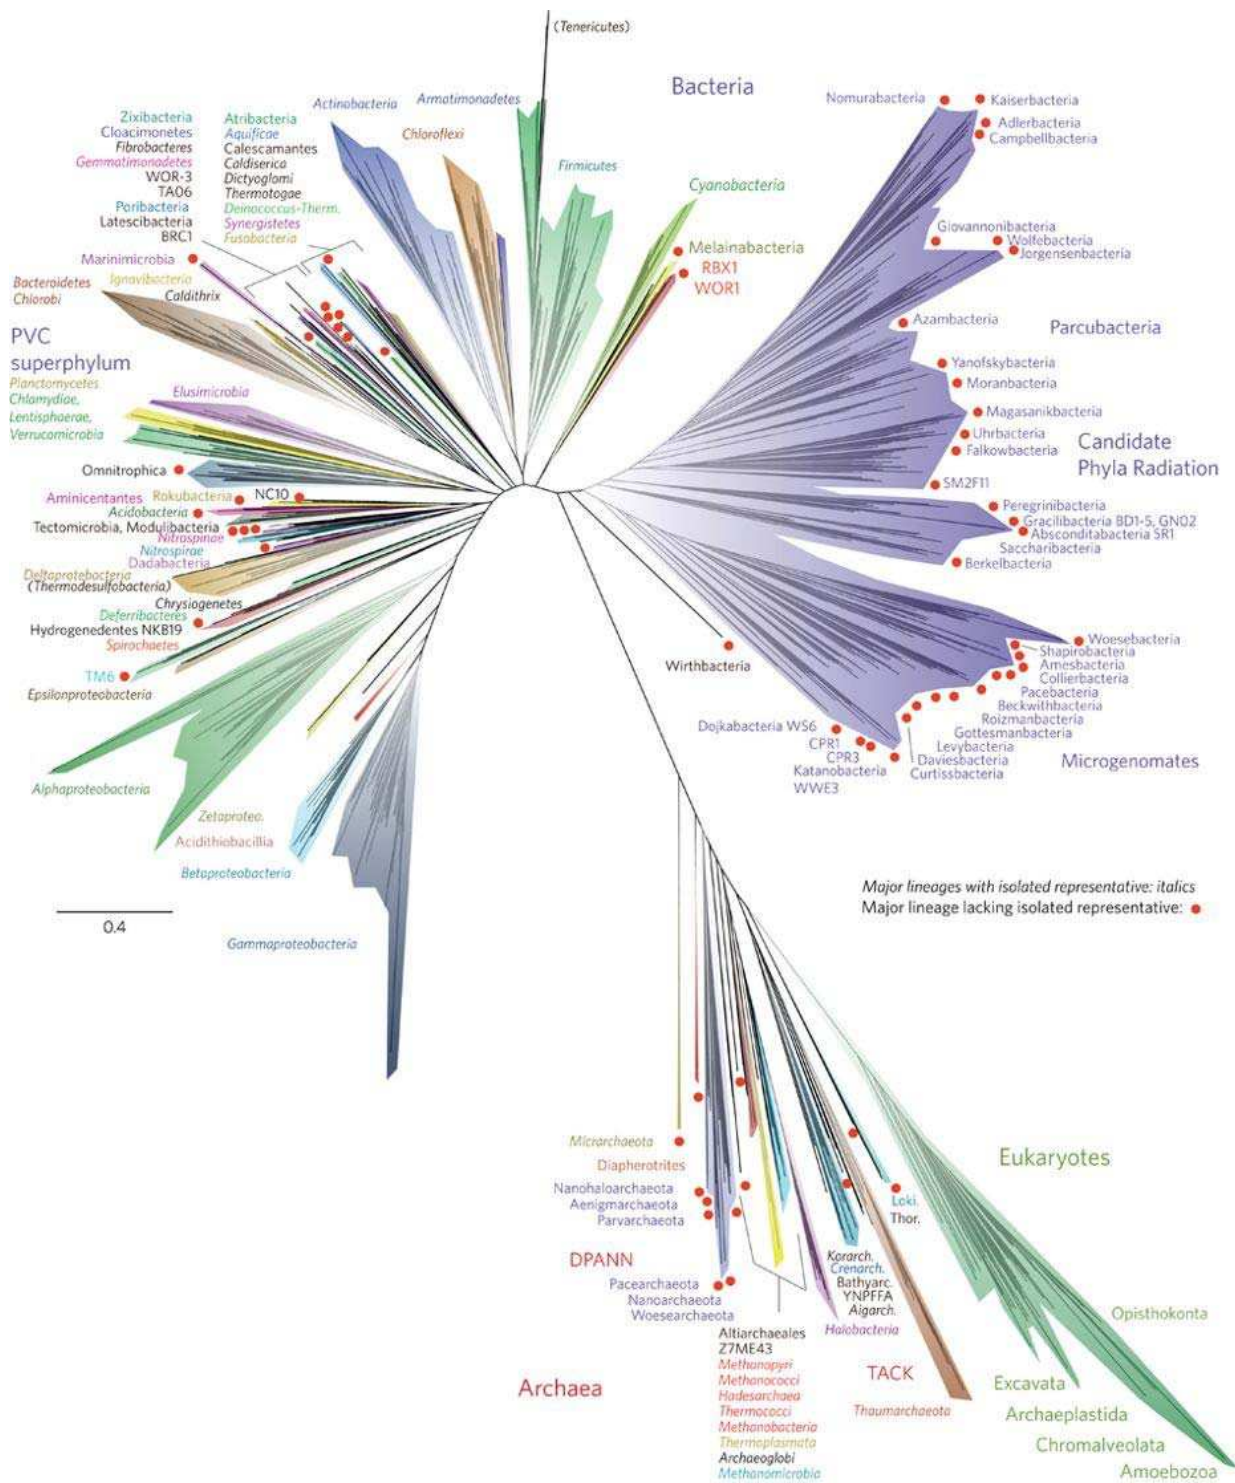 (Tenericutes)
Bacteria
Zixibacteria
Cloacimonetes
Fibrobacteres
Gemmatimonadetes
WOR-3
TA06
Poribacteria
Latescibacteria
BRC1
Atribacteria
Aquificae
Calescamantes
Caldiserica
Dictyoglomi
Thermotogae
Deinococcus-Therm.
Synergistetes
Fusobacteria
Actinobacteria
Armatimonadetes
Chloroflexi
Firmicutes
Cyanobacteria
Melainabacteria
RBX1
WOR1
Nomurabacteria
Kaiserbacteria
Adlerbacteria
Campbellbacteria
Giovannonibacteria
Wolfebacteria
Jorgensenbacteria
Azambacteria
Parcubacteria
Yanofskybacteria
Moranbacteria
Magasanikbacteria
Uhrbacteria
Falkowbacteria
Candidate
Phyla Radiation
SM2F11
Peregrinibacteria
Gracilibacteria BD1-5, GN02
Absconditabacteria SR1
Saccharibacteria
Berkelbacteria
Marinimicrobia
Bacteroidetes
Chlorobi
Ignavibacteria
Caldithrix
PVC
superphylum
Planctomycetes
Chlamydiae,
Lentisphaerae,
Verrucomicrobia
Elusimicrobia
Omnitrophica
Aminicentantes
Rokubacteria
NC10
Acidobacteria
Tectomicrobia, Modulibacteria
Nitrospinae
Nitrospirae
Dadabacteria
Deltaprotebacteria
(Thermodesulfobacteria)
Chrysiogenetes
Deferribacteres
Hydrogenedentes NKB19
Spirochaetes
TM6
Epsilonproteobacteria
Alphaproteobacteria
Zetaproteo.
Acidithiobacillia
Betaproteobacteria
Gammaproteobacteria
0.4
Wirthbacteria
Woesebacteria
Shapirobacteria
Amesbacteria
Collierbacteria
Pacebacteria
Beckwithbacteria
Roizmanbacteria
Gottesmanbacteria
Levybacteria
Daviesbacteria
Curtissbacteria
Microgenomates
Dojkabacteria WS6
CPR1
CPR3
Katanobacteria
WWE3
Major lineages with isolated representative: italics
Major lineage lacking isolated representative:
Micrarchaeota
Diapherotrites
Nanohaloarchaeota
Aenigmarchaeota
Parvarchaeota
DPANN
Pacearchaeota
Nanoarchaeota
Woesearchaeota
Archaea
Altiarchaeales
Z7ME43
Methanopyri
Methanococci
Hadesarchaea
Thermococci
Methanobacteria
Thermoplasmata
Archaeoglobi
Methanomicrobia
Halobacteria
Korarch.
Crenarch.
Bathyarc.
YNPFFA
Aigarch.
TACK
Thaumarchaeota
Loki.
Thor.
Eukaryotes
Opisthokonta
Excavata
Archaeplastida
Chromalveolata
Amoebozoa